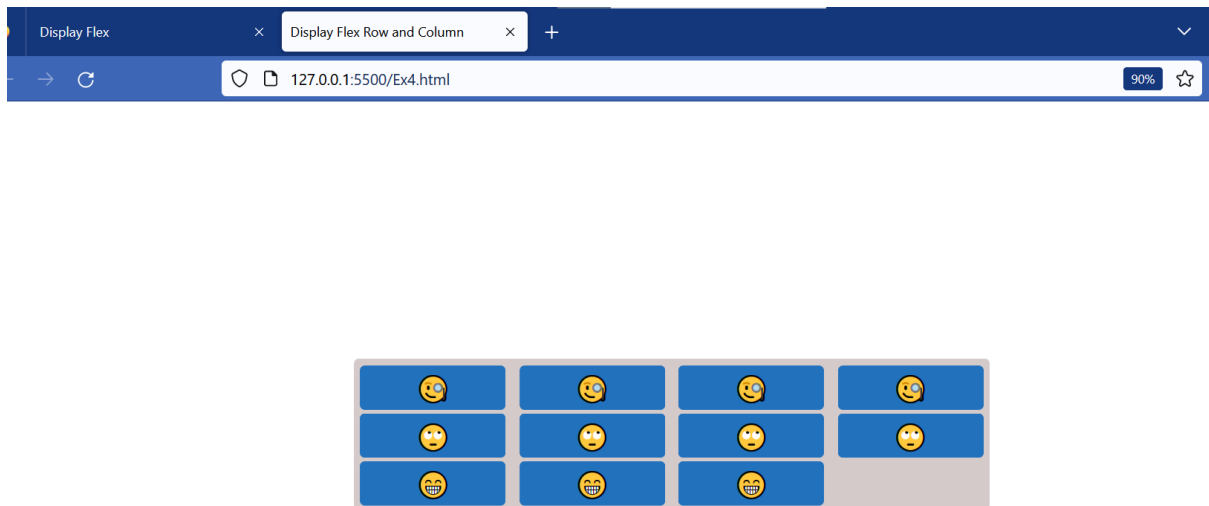 Display Flex
Display Flex Row and Column
127.0.0.1:5500/Ex4.html
90%